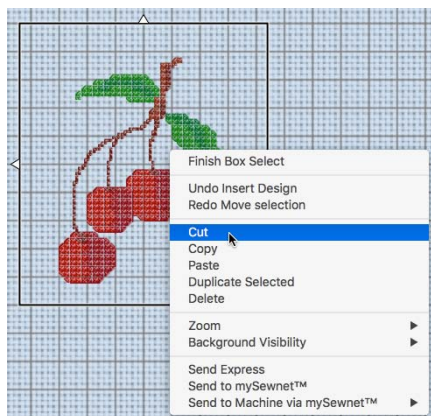 Finish Box Select
Undo Insert Design
Redo Move selection
Cut
Copy
Paste
Duplicate Selected
Delete
Zoom
Background Visibility
Send Express
Send to mySewnet™
Send to Machine via mySewnet™